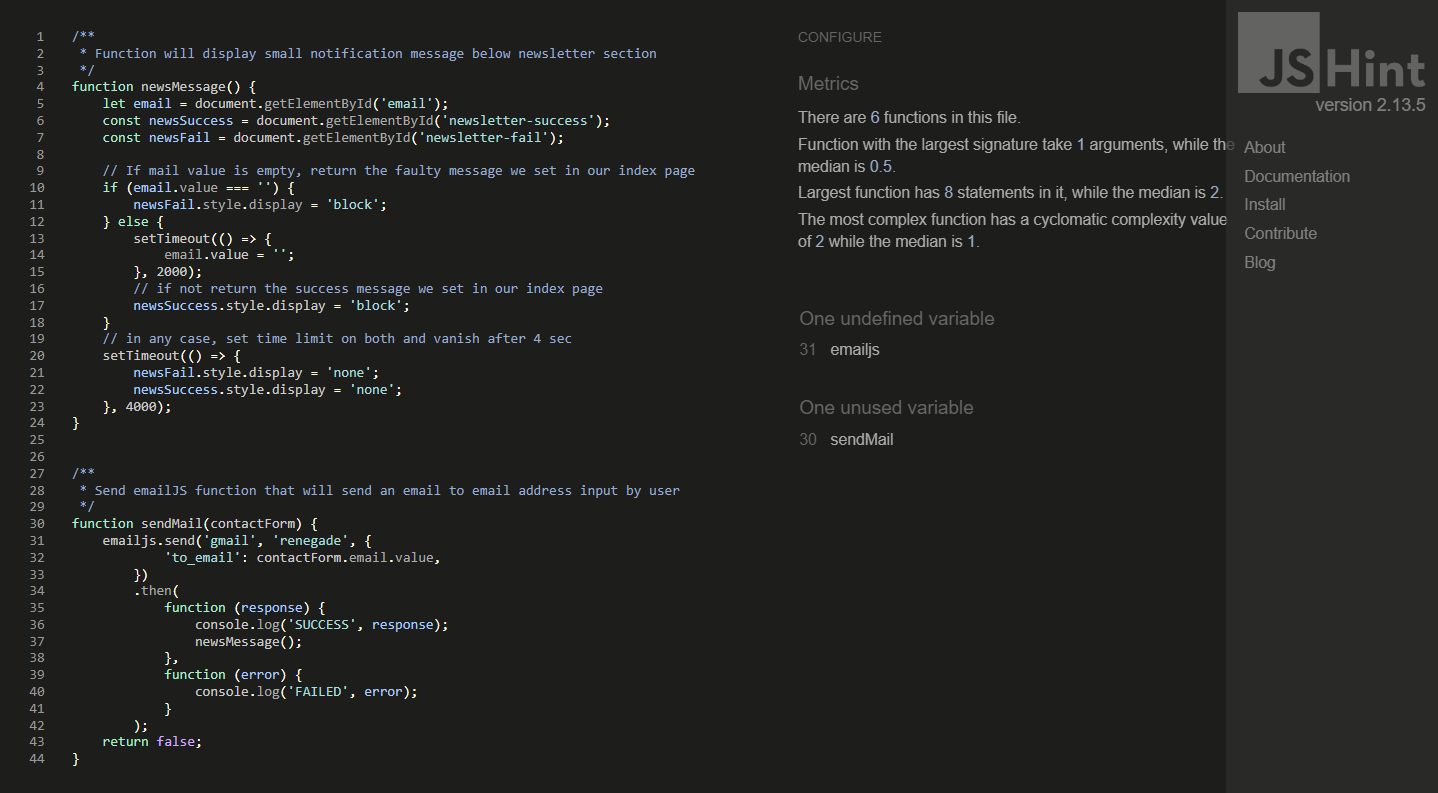 1 /**
2  * Function will display small notification message below newsletter section
3  */
4 function newsMessage() {
5     let email = document.getElementById('email');
6     const newsSuccess = document.getElementById('newsletter-success');
7     const newsFail = document.getElementById('newsletter-fail');
8
9     // If mail value is empty, return the faulty message we set in our index page
10     if (email.value === '') {
11         newsFail.style.display = 'block';
12     } else {
13         setTimeout(() => {
14             email.value = '';
15         }, 2000);
16         // if not return the success message we set in our index page
17         newsSuccess.style.display = 'block';
18     }
19     // in any case, set time limit on both and vanish after 4 sec
20     setTimeout(() => {
21         newsFail.style.display = 'none';
22         newsSuccess.style.display = 'none';
23     }, 4000);
24 }
25
26
27 /**
28  * Send emailJS function that will send an email to email address input by user
29  */
30 function sendMail(contactForm) {
31     emailjs.send('gmail', 'renegade', {
32             'to_email': contactForm.email.value,
33         })
34         .then(
35             function (response) {
36                 console.log('SUCCESS', response);
37                 newsMessage();
38             },
39             function (error) {
40                 console.log('FAILED', error);
41             }
42         );
43     return false;
44 }
CONFIGURE
Metrics
There are 6 functions in this file.
Function with the largest signature take 1 arguments, while the
median is 0.5.
Largest function has 8 statements in it, while the median is 2.
The most complex function has a cyclomatic complexity value
of 2 while the median is 1.
One undefined variable
31 emailjs
One unused variable
30 sendMail
JSHint
version 2.13.5
About
Documentation
Install
Contribute
Blog